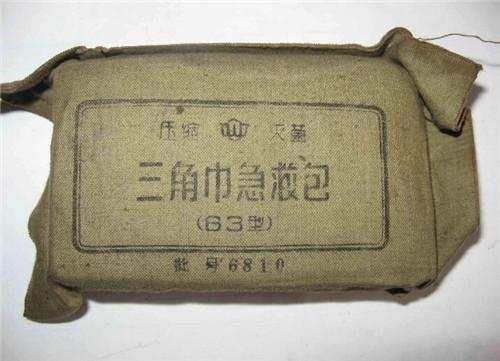 压缩 灭菌
三角巾急救包
(63型)
批号6810